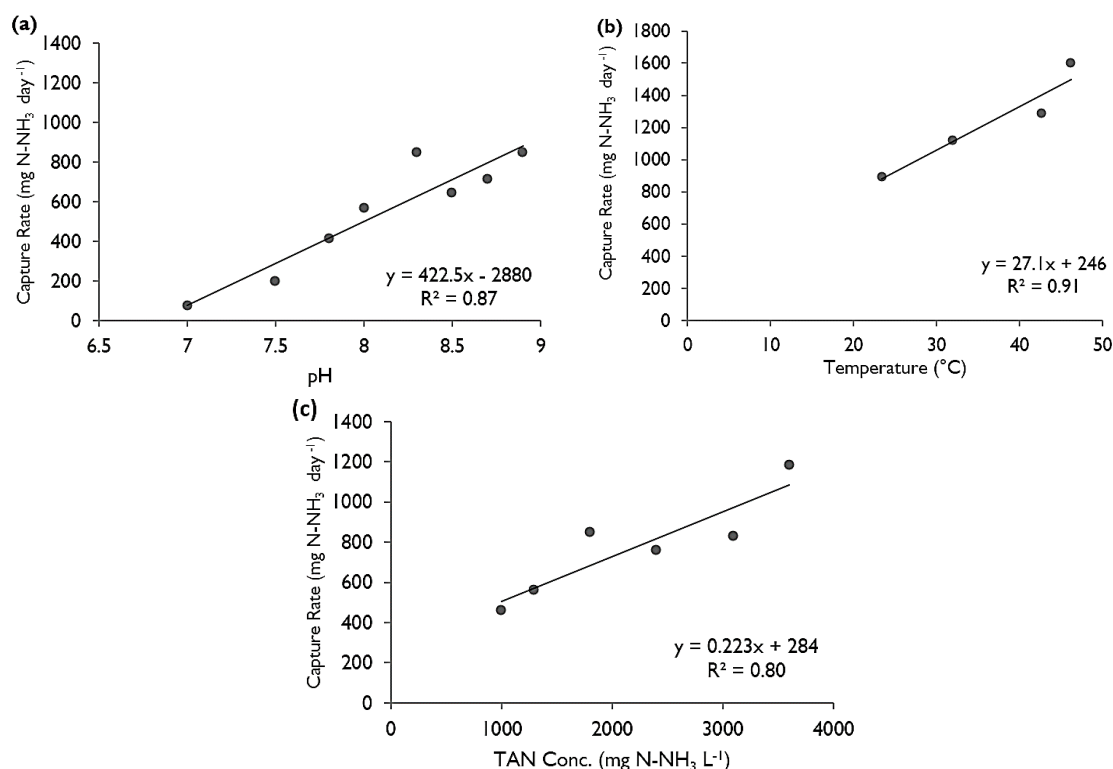 (a)
Capture Rate (mg N-NH₃ day⁻¹)
1400
1200
1000
800
600
400
200
0
6.5 7 7.5 8 8.5 9
pH
y = 422.5x - 2880
R² = 0.87
(b)
Capture Rate (mg N-NH₃ day⁻¹)
1800
1600
1400
1200
1000
800
600
400
200
0
0 10 20 30 40 50
Temperature (°C)
y = 27.1x + 246
R² = 0.91
(c)
Capture Rate (mg N-NH₃ day⁻¹)
1400
1200
1000
800
600
400
200
0
0 1000 2000 3000 4000
TAN Conc. (mg N-NH₃ L⁻¹)
y = 0.223x + 284
R² = 0.80